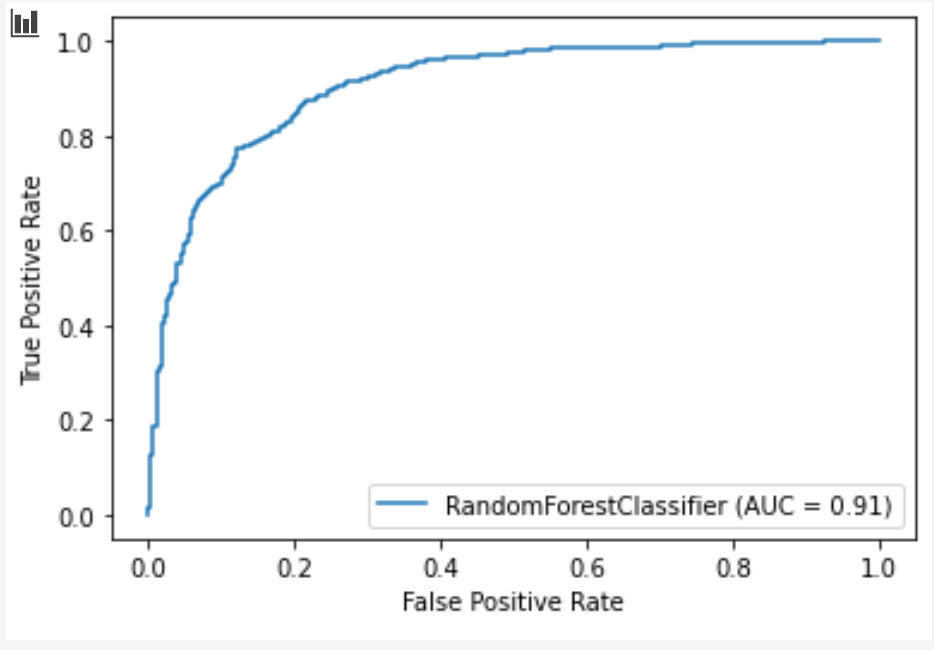 1.0
0.8
0.6
0.4
0.2
0.0
True Positive Rate
RandomForestClassifier (AUC = 0.91)
0.0 0.2 0.4 0.6 0.8 1.0
False Positive Rate